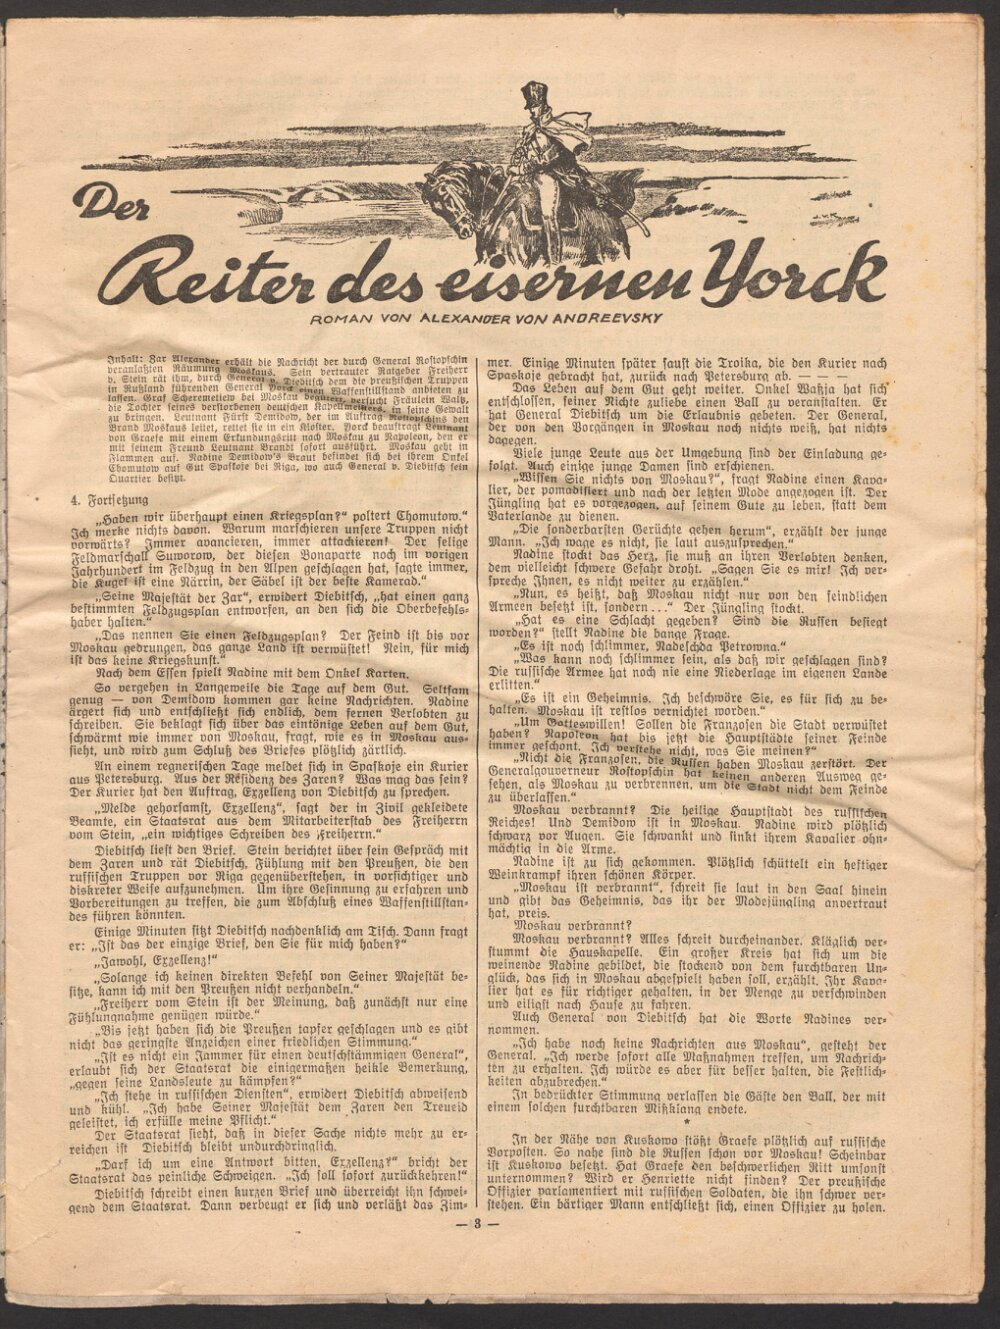 Der
Reiter des eisernen Yorck
ROMAN VON ALEXANDER VON ANDREEVSKY
Inhalt: Zar Alexander erhält die Nachricht der durch General Rostopschin
veranlaßten Räumung Moskaus. Sein vertrauter Ratgeber Freiherr
v. Stein rät ihm, durch General v. Diebitsch dem die preußischen Truppen
in Rußland führenden General Yorck einen Waffenstillstand anbieten zu
lassen. Graf Scheremetiew bei Moskau begütert, versucht Fräulein Waltz,
die Tochter eines verstorbenen deutschen Kapellmeisters, in seine Gewalt
zu bringen. Leutnant Fürst Demidow, der im Auftrag Rostopschins den
Brand Moskaus leitet, rettet sie in ein Kloster. Yorck beauftragt Leutnant
von Graefe mit einem Erkundungsritt nach Moskau zu Napoleon, den er
mit seinem Freund Leutnant Brandt sofort ausführt. Moskau geht in
Flammen auf. Nadine Demidow's Braut befindet sich bei ihrem Onkel
Chomutow auf Gut Spaskoje bei Riga, wo auch General v. Diebitsch sein
Quartier besitzt.
4. Fortsetzung
„Haben wir überhaupt einen Kriegsplan?“ poltert Chomutow.“
Ich merke nichts davon. Warum marschieren unsere Truppen nicht
vorwärts? Immer avancieren, immer attackieren! Der selige
Feldmarschall Suworow, der diesen Bonaparte noch im vorigen
Jahrhundert im Feldzug in den Alpen geschlagen hat, sagte immer,
die Kugel ist eine Närrin, der Säbel ist der beste Kamerad.“
„Seine Majestät der Zar“, erwidert Diebitsch, „hat einen ganz
bestimmten Feldzugsplan entworfen, an den sich die Oberbefehls-
haber halten.“
„Das nennen Sie einen Feldzugsplan? Der Feind ist bis vor
Moskau gedrungen, das ganze Land ist verwüstet! Nein, für mich
ist das keine Kriegskunst.“
Nach dem Essen spielt Nadine mit dem Onkel Karten.
So vergehen in Langeweile die Tage auf dem Gut. Seltsam
genug — von Demidow kommen gar keine Nachrichten. Nadine
ärgert sich und entschließt sich endlich, dem fernen Verlobten zu
schreiben. Sie beklagt sich über das eintönige Leben auf dem Gut,
schwärmt wie immer von Moskau, fragt, wie es in Moskau aus-
sieht, und wird zum Schluß des Briefes plötzlich zärtlich.
An einem regnerischen Tage meldet sich in Spaskoje ein Kurier
aus Petersburg. Aus der Residenz des Zaren? Was mag das sein?
Der Kurier hat den Auftrag, Exzellenz von Diebitsch zu sprechen.
„Melde gehorsamst, Exzellenz“, sagt der in Zivil gekleidete
Beamte, ein Staatsrat aus dem Mitarbeiterstab des Freiherrn
vom Stein, „ein wichtiges Schreiben des Freiherrn.“
Diebitsch liest den Brief. Stein berichtet über sein Gespräch mit
dem Zaren und rät Diebitsch, Fühlung mit den Preußen, die den
russischen Truppen vor Riga gegenüberstehen, in vorsichtiger und
diskreter Weise aufzunehmen. Um ihre Gesinnung zu erfahren und
Vorbereitungen zu treffen, die zum Abschluß eines Waffenstillstan-
des führen könnten.
Einige Minuten sitzt Diebitsch nachdenklich am Tisch. Dann fragt
er: „Ist das der einzige Brief, den Sie für mich haben?“
„Jawohl, Exzellenz!“
„Solange ich keinen direkten Befehl von Seiner Majestät be-
sitze, kann ich mit den Preußen nicht verhandeln.“
„Freiherr vom Stein ist der Meinung, daß zunächst nur eine
Fühlungnahme genügen würde.“
„Bis jetzt haben sich die Preußen tapfer geschlagen und es gibt
nicht das geringste Anzeichen einer friedlichen Stimmung.“
„Ist es nicht ein Jammer für einen deutschstämmigen General“,
erlaubt sich der Staatsrat die einigermaßen heikle Bemerkung,
„gegen seine Landsleute zu kämpfen?“
„Ich stehe in russischen Diensten“, erwidert Diebitsch abweisend
und kühl. „Ich habe Seiner Majestät dem Zaren den Treueid
geleistet, ich erfülle meine Pflicht.“
Der Staatsrat sieht, daß in dieser Sache nichts mehr zu er-
reichen ist Diebitsch bleibt undurchdringlich.
„Darf ich um eine Antwort bitten, Exzellenz?“ bricht der
Staatsrat das peinliche Schweigen. „Ich soll sofort zurückkehren!“
Diebitsch schreibt einen kurzen Brief und überreicht ihn schwei-
gend dem Staatsrat. Dann verbeugt er sich und verläßt das Zim-
mer. Einige Minuten später saust die Troika, die den Kurier nach
Spaskoje gebracht hat, zurück nach Petersburg ab. — — —
Das Leben auf dem Gut geht weiter. Onkel Waßja hat sich
entschlossen, seiner Nichte zuliebe einen Ball zu veranstalten. Er
hat General Diebitsch um die Erlaubnis gebeten. Der General,
der von den Vorgängen in Moskau noch nichts weiß, hat nichts
dagegen.
Viele junge Leute aus der Umgebung sind der Einladung ge-
folgt. Auch einige junge Damen sind erschienen.
„Wissen Sie nichts von Moskau?“, fragt Nadine einen Kava-
lier, der pomadisiert und nach der letzten Mode angezogen ist. Der
Jüngling hat es vorgezogen, auf seinem Gute zu leben, statt dem
Vaterlande zu dienen.
„Die sonderbarsten Gerüchte gehen herum“, erzählt der junge
Mann. „Ich wage es nicht, sie laut auszusprechen.“
Nadine stockt das Herz, sie muß an ihren Verlobten denken,
dem vielleicht schwere Gefahr droht. „Sagen Sie es mir! Ich ver-
spreche Ihnen, es nicht weiter zu erzählen.“
„Nun, es heißt, daß Moskau nicht nur von den feindlichen
Armeen besetzt ist, sondern . . .“ Der Jüngling stockt.
„Hat es eine Schlacht gegeben? Sind die Russen besiegt
worden?“ stellt Nadine die bange Frage.
„Es ist noch schlimmer, Nadeschda Petrowna.“
„Was kann noch schlimmer sein, als daß wir geschlagen sind?
Die russische Armee hat noch nie eine Niederlage im eigenen Lande
erlitten.“
„Es ist ein Geheimnis. Ich beschwöre Sie, es für sich zu be-
halten. Moskau ist restlos vernichtet worden.“
„Um Gotteswillen! Sollen die Franzosen die Stadt verwüstet
haben? Napoleon hat bis jetzt die Hauptstädte seiner Feinde
immer geschont. Ich verstehe nicht, was Sie meinen?“
„Nicht die Franzosen, die Russen haben Moskau zerstört. Der
Generalgouverneur Rostopschin hat keinen anderen Ausweg ge-
sehen, als Moskau zu verbrennen, um die Stadt nicht dem Feinde
zu überlassen.“
Moskau verbrannt? Die heilige Hauptstadt des russischen
Reiches! Und Demidow ist in Moskau. Nadine wird plötzlich
schwarz vor Augen. Sie schwankt und sinkt ihrem Kavalier ohn-
mächtig in die Arme.
Nadine ist zu sich gekommen. Plötzlich schüttelt ein heftiger
Weinkrampf ihren schönen Körper.
„Moskau ist verbrannt“, schreit sie laut in den Saal hinein
und gibt das Geheimnis, das ihr der Modejüngling anvertraut
hat, preis.
Moskau verbrannt?
Moskau verbrannt? Alles schreit durcheinander. Kläglich ver-
stummt die Hauskapelle. Ein großer Kreis hat sich um die
weinende Nadine gebildet, die stockend von dem furchtbaren Un-
glück, das sich in Moskau abgespielt haben soll, erzählt. Ihr Kava-
lier hat es für richtiger gehalten, in der Menge zu verschwinden
und eiligst nach Hause zu fahren.
Auch General von Diebitsch hat die Worte Nadines ver-
nommen.
„Ich habe noch keine Nachrichten aus Moskau“, gesteht der
General. „Ich werde sofort alle Maßnahmen treffen, um Nachrich-
ten zu erhalten. Ich würde es aber für besser halten, die Festlich-
keiten abzubrechen.“
In bedrückter Stimmung verlassen die Gäste den Ball, der mit
einem solchen furchtbaren Mißklang endete.
*
In der Nähe von Kuskowo stößt Graefe plötzlich auf russische
Vorposten. So nahe sind die Russen schon vor Moskau! Scheinbar
ist Kuskowo besetzt. Hat Graefe den beschwerlichen Ritt umsonst
unternommen? Wird er Henriette nicht finden? Der preußische
Offizier parlamentiert mit russischen Soldaten, die ihn schwer ver-
stehen. Ein bärtiger Mann entschließt sich, einen Offizier zu holen.
— 3 —